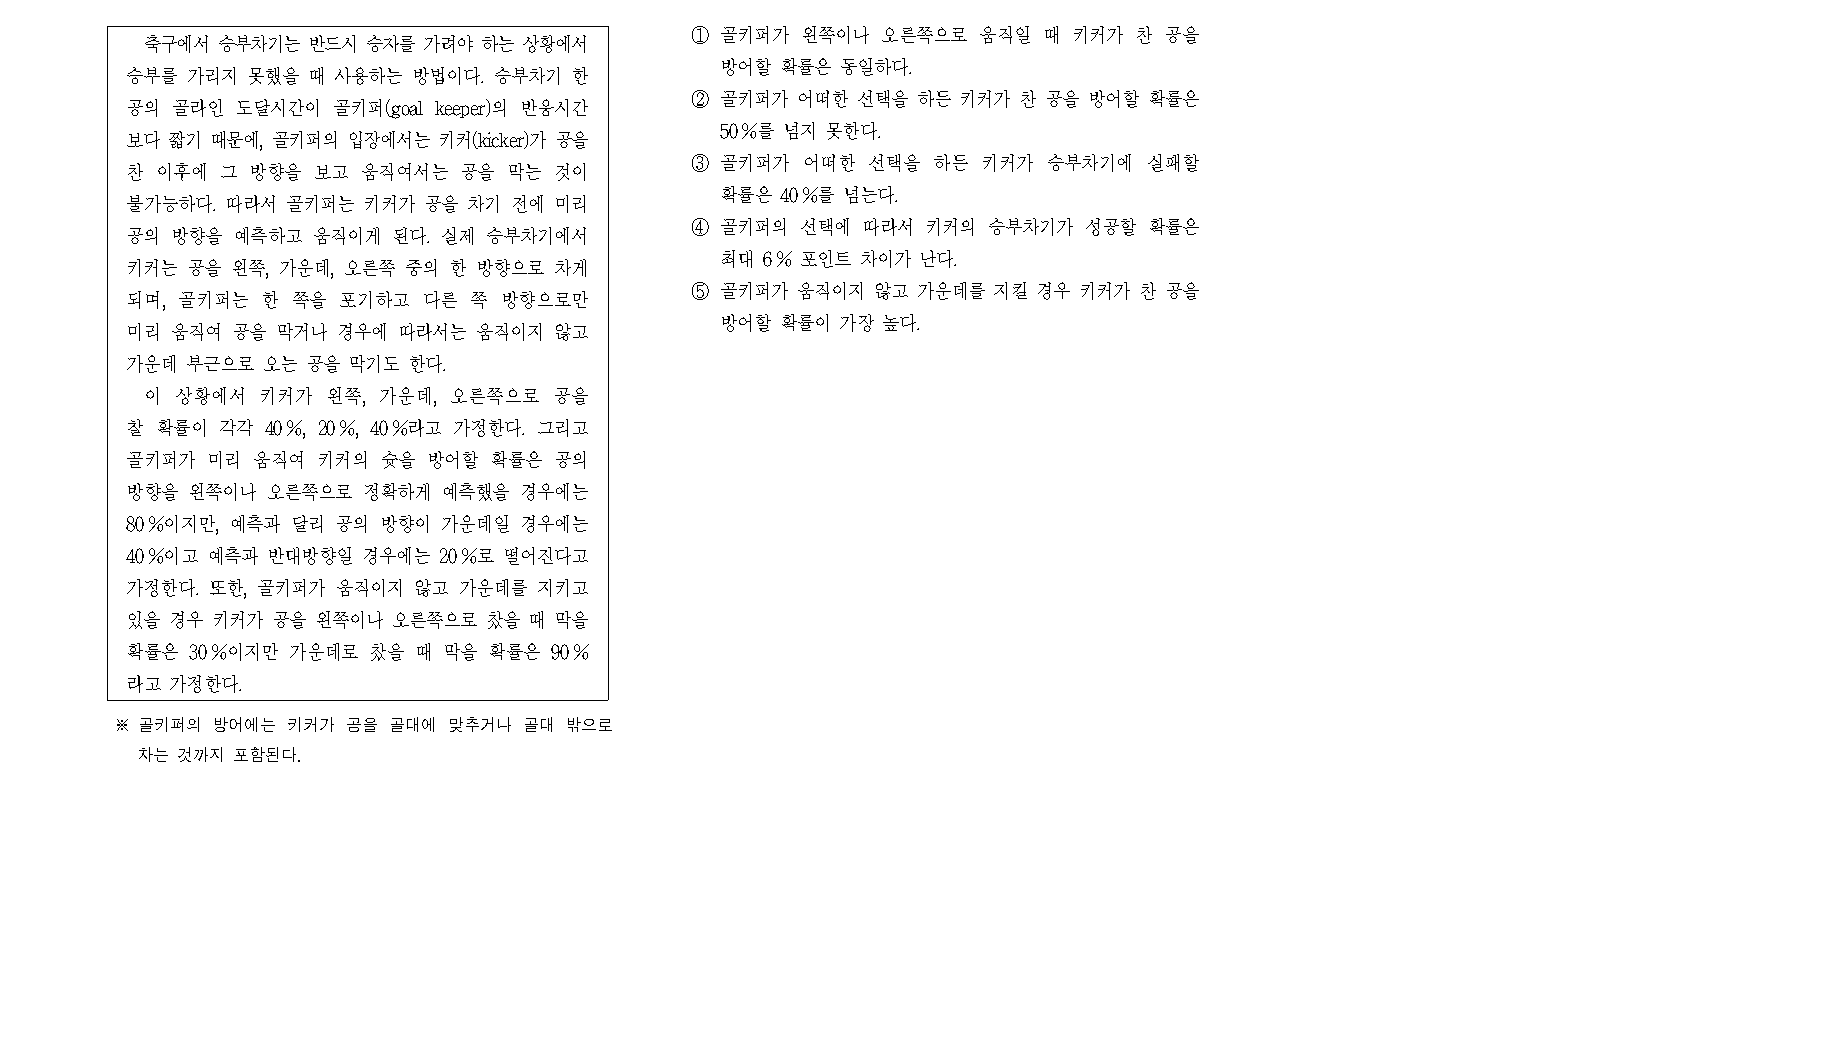 축구에서 승부차기는 반드시 승자를 가려야 하는 상황에서
승부를 가리지 못했을 때 사용하는 방법이다. 승부차기 한
공의 골라인 도달시간이 골키퍼(goal keeper)의 반응시간
보다 짧기 때문에, 골키퍼의 입장에서는 키커(kicker)가 공을
찬 이후에 그 방향을 보고 움직여서는 공을 막는 것이
불가능하다. 따라서 골키퍼는 키커가 공을 차기 전에 미리
공의 방향을 예측하고 움직이게 된다. 실제 승부차기에서
키커는 공을 왼쪽, 가운데, 오른쪽 중의 한 방향으로 차게
되며, 골키퍼는 한 쪽을 포기하고 다른 쪽 방향으로만
미리 움직여 공을 막거나 경우에 따라서는 움직이지 않고
가운데 부근으로 오는 공을 막기도 한다.
이 상황에서 키커가 왼쪽, 가운데, 오른쪽으로 공을
찰 확률이 각각 40%, 20%, 40%라고 가정한다. 그리고
골키퍼가 미리 움직여 키커의 슛을 방어할 확률은 공의
방향을 왼쪽이나 오른쪽으로 정확하게 예측했을 경우에는
80%이지만, 예측과 달리 공의 방향이 가운데일 경우에는
40%이고 예측과 반대방향일 경우에는 20%로 떨어진다고
가정한다. 또한, 골키퍼가 움직이지 않고 가운데를 지키고
있을 경우 키커가 공을 왼쪽이나 오른쪽으로 찼을 때 막을
확률은 30%이지만 가운데로 찼을 때 막을 확률은 90%
라고 가정한다.
※ 골키퍼의 방어에는 키커가 공을 골대에 맞추거나 골대 밖으로
차는 것까지 포함된다.
① 골키퍼가 왼쪽이나 오른쪽으로 움직일 때 키커가 찬 공을
방어할 확률은 동일하다.
② 골키퍼가 어떠한 선택을 하든 키커가 찬 공을 방어할 확률은
50%를 넘지 못한다.
③ 골키퍼가 어떠한 선택을 하든 키커가 승부차기에 실패할
확률은 40%를 넘는다.
④ 골키퍼의 선택에 따라서 키커의 승부차기가 성공할 확률은
최대 6% 포인트 차이가 난다.
⑤ 골키퍼가 움직이지 않고 가운데를 지킬 경우 키커가 찬 공을
방어할 확률이 가장 높다.